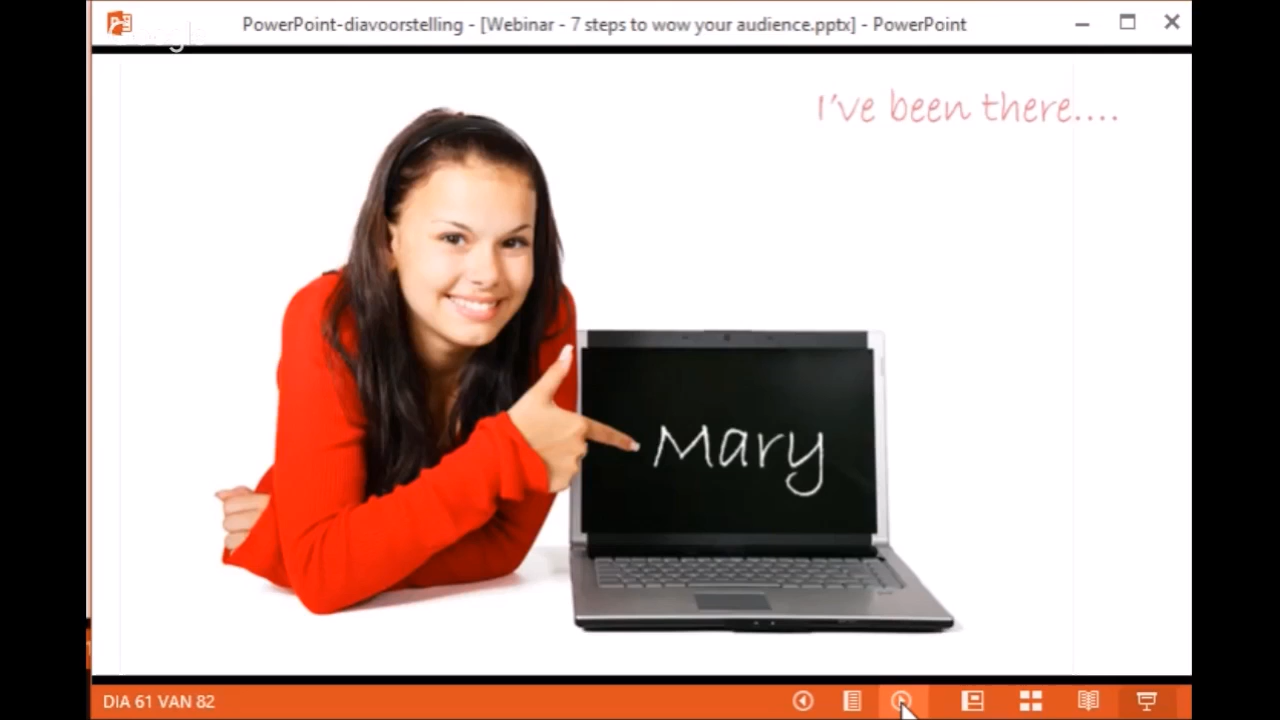 PowerPoint-diavoorstelling - [Webinar - 7 steps to wow your audience.pptx] - PowerPoint
I've been there....
Mary
DIA 61 VAN 82